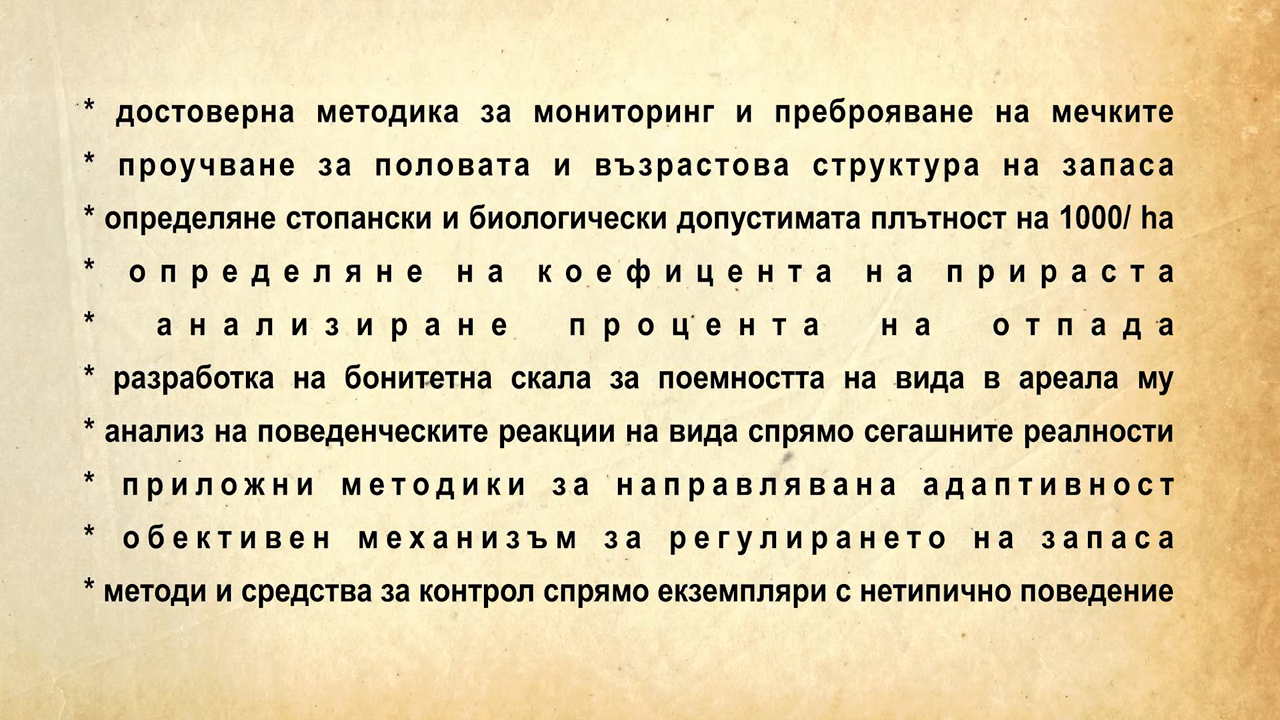 * достоверна методика за мониторинг и преброяване на мечките
* проучване за половата и възрастова структура на запаса
* определяне стопански и биологически допустимата плътност на 1000/ ha
* определяне на коефицента на прираста
* анализиране процента на отпада
* разработка на бонитетна скала за поемността на вида в ареала му
* анализ на поведенческите реакции на вида спрямо сегашните реалности
* приложни методики за направлявана адаптивност
* обективен механизъм за регулирането на запаса
* методи и средства за контрол спрямо екземпляри с нетипично поведение